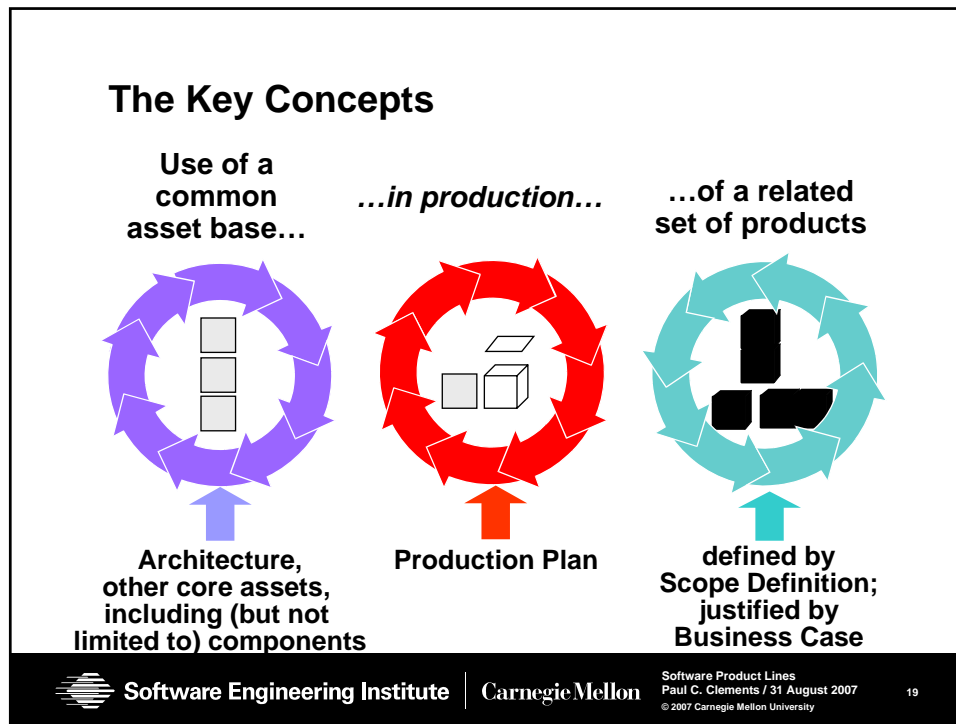 The Key Concepts
Use of a
common
asset base…
…in production…
…of a related
set of products
Architecture,
other core assets,
including (but not
limited to) components
Production Plan
defined by
Scope Definition;
justified by
Business Case
Software Engineering Institute
CarnegieMellon
Software Product Lines
Paul C. Clements / 31 August 2007
© 2007 Carnegie Mellon University
19